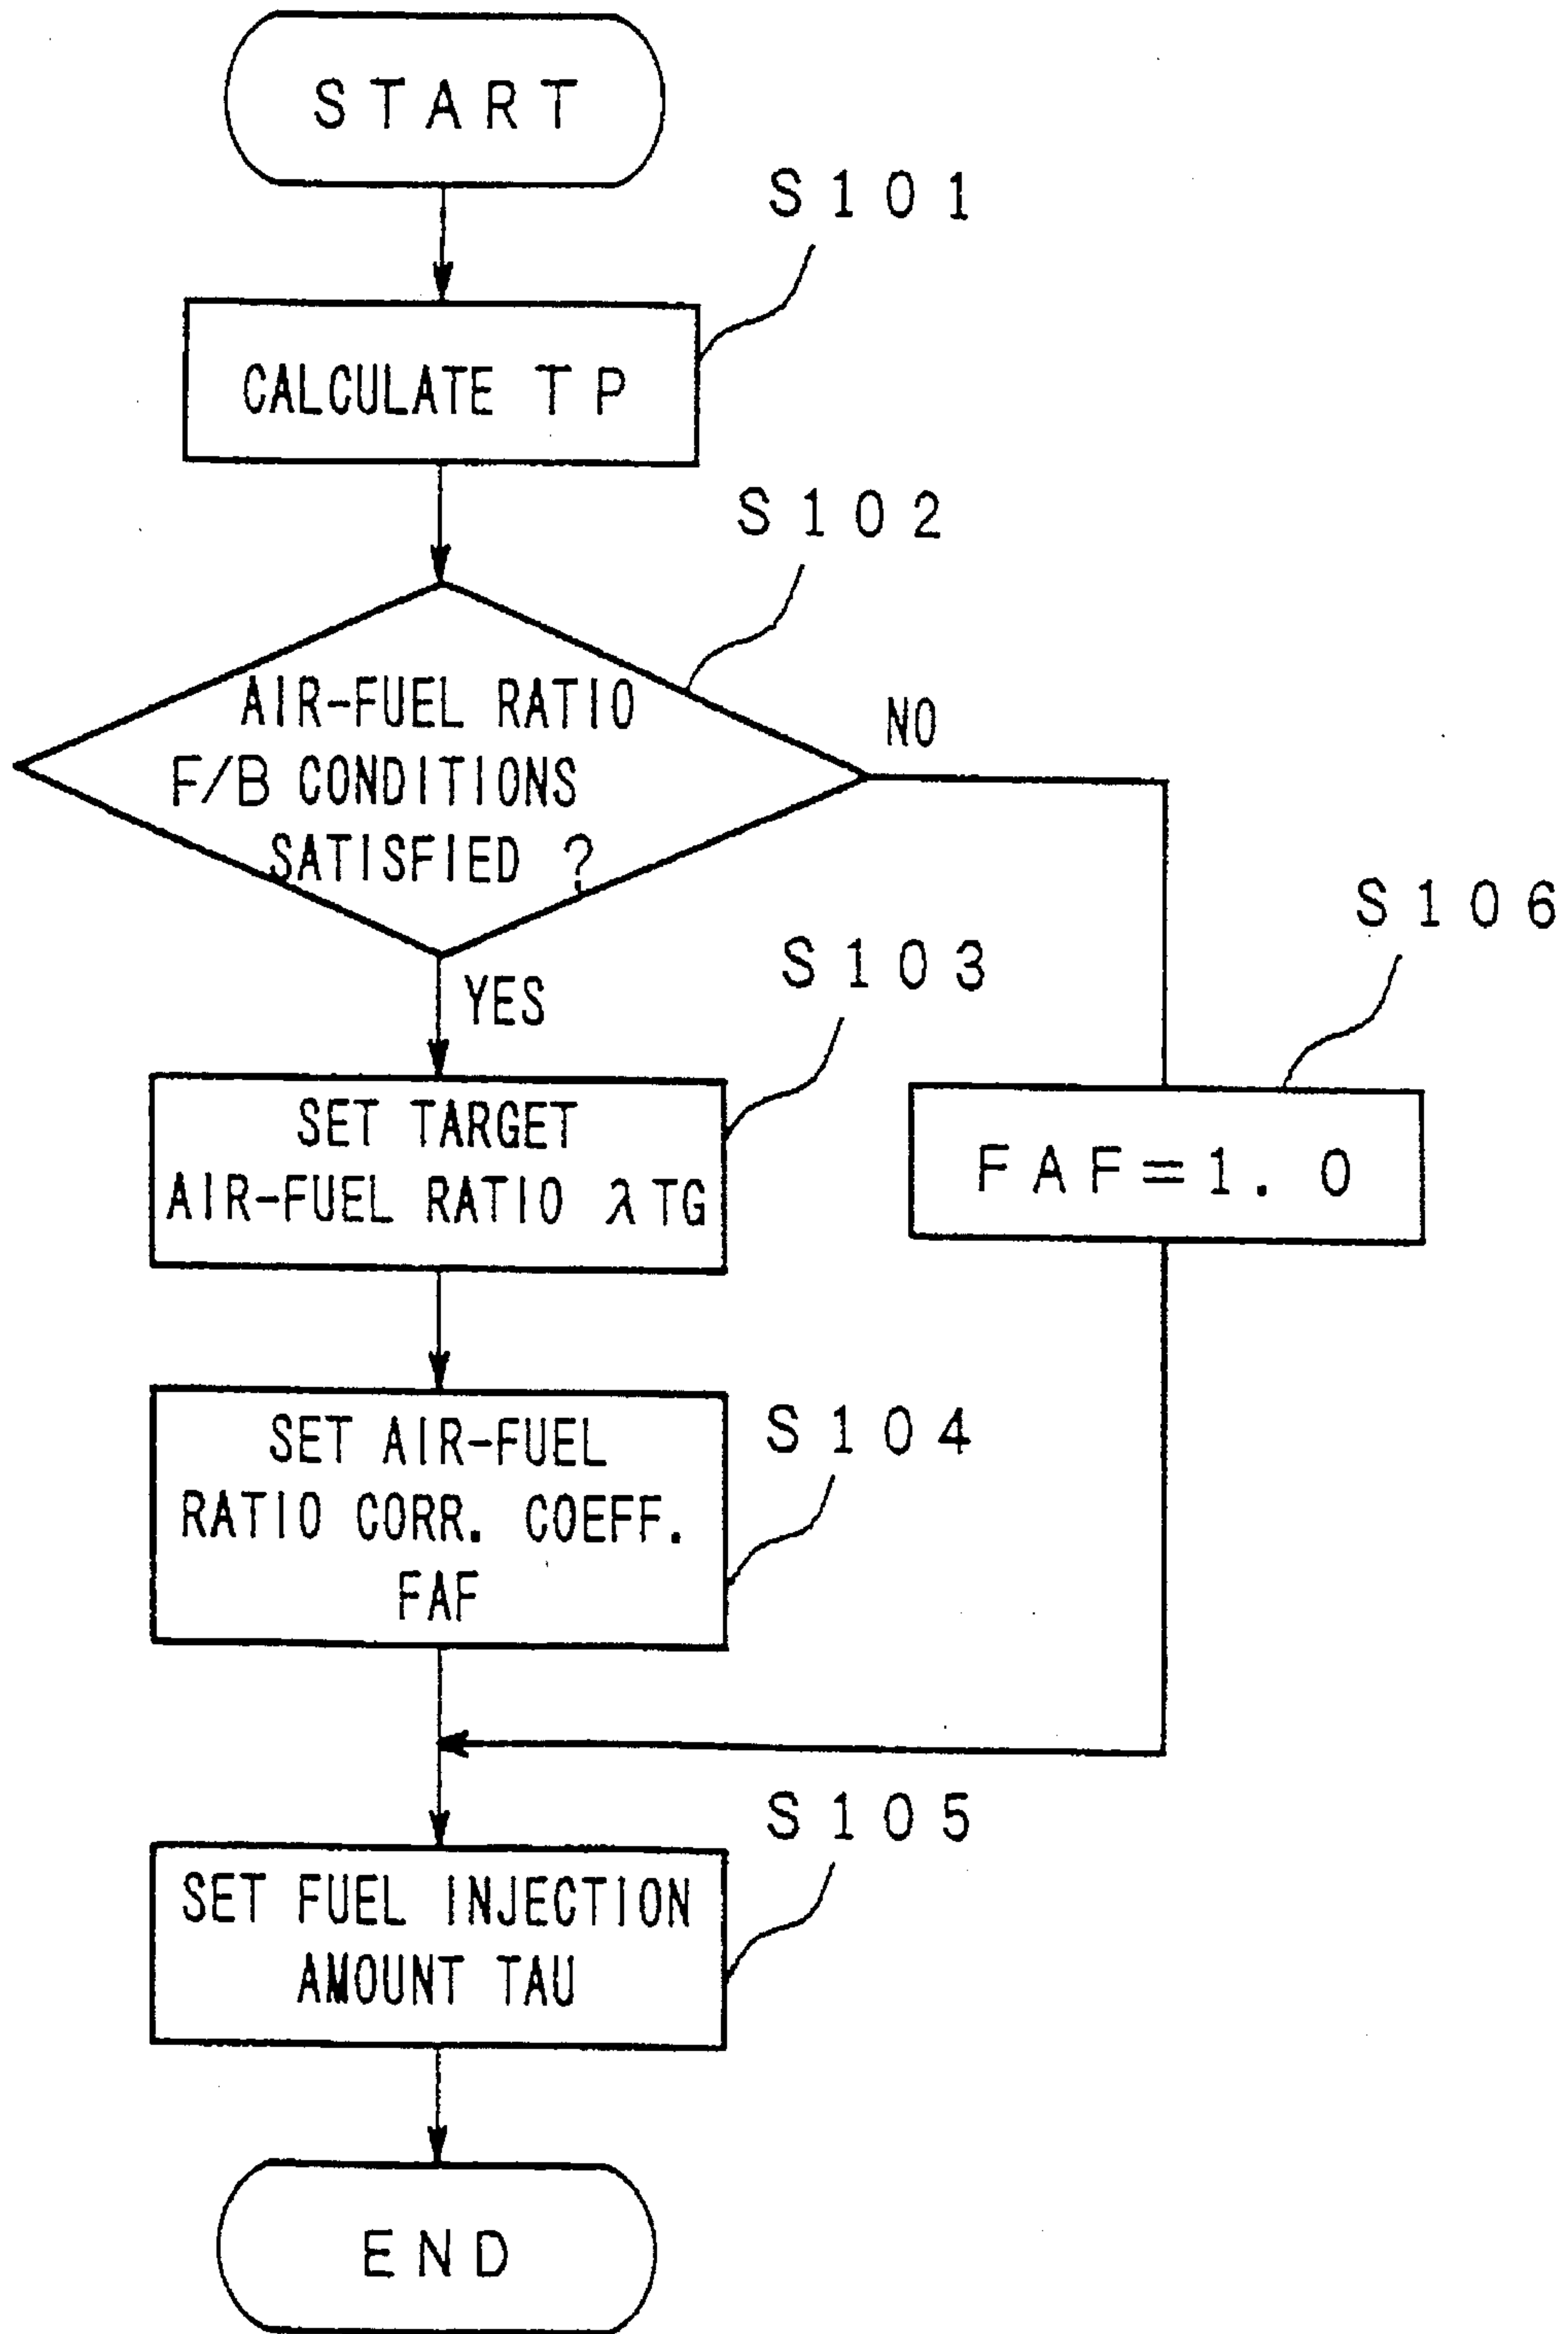 START
S101
CALCULATE TP
S102
AIR-FUEL RATIO
F/B CONDITIONS
SATISFIED ?
NO
YES
S103
SET TARGET
AIR-FUEL RATIO λTG
S106
FAF=1.0
S104
SET AIR-FUEL
RATIO CORR. COEFF.
FAF
S105
SET FUEL INJECTION
AMOUNT TAU
END